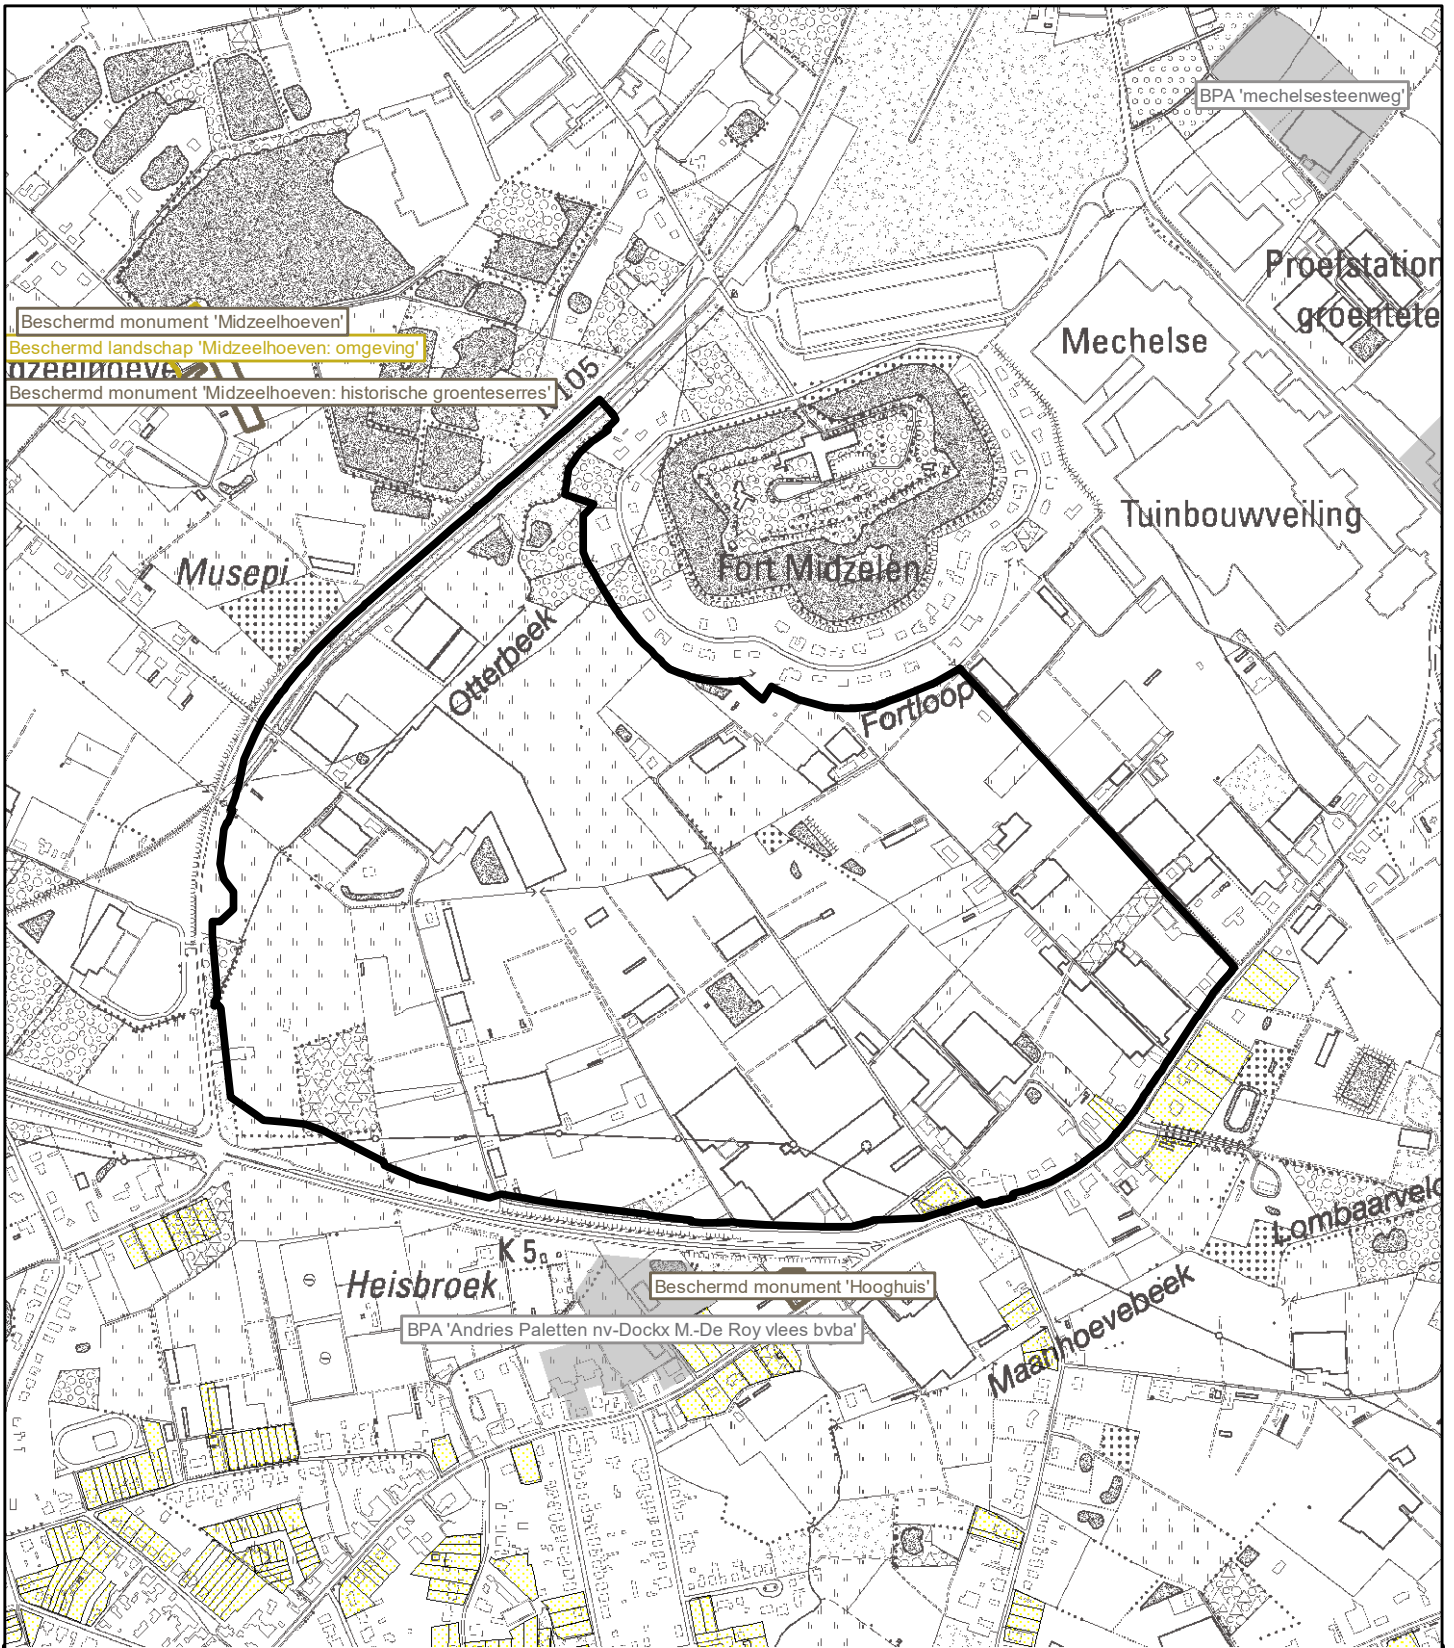 BPA 'mechelsesteenweg'
Proefstation
groentete
Beschermd monument 'Midzeelhoeven'
Mechelse
Beschermd landschap 'Midzeelhoeven: omgeving'
dzeelhoeve
Beschermd monument 'Midzeelhoeven: historische groenteserres'
105
Tuinbouwveiling
Musepi
Fort Midzelen
Otterbeek
Fortloop
Lombaarveld
K 5
Heisbroek
Beschermd monument 'Hooghuis'
BPA 'Andries Paletten nv-Dockx M.-De Roy vlees bvba'
Maanhoevebeek